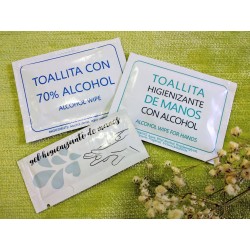 TOALLITA CON
70% ALCOHOL
ALCOHOL WIPE
TOALLITA
HIGIENIZANTE
DE MANOS
CON ALCOHOL
ALCOHOL WIPE FOR HANDS
gel higienizante de manos